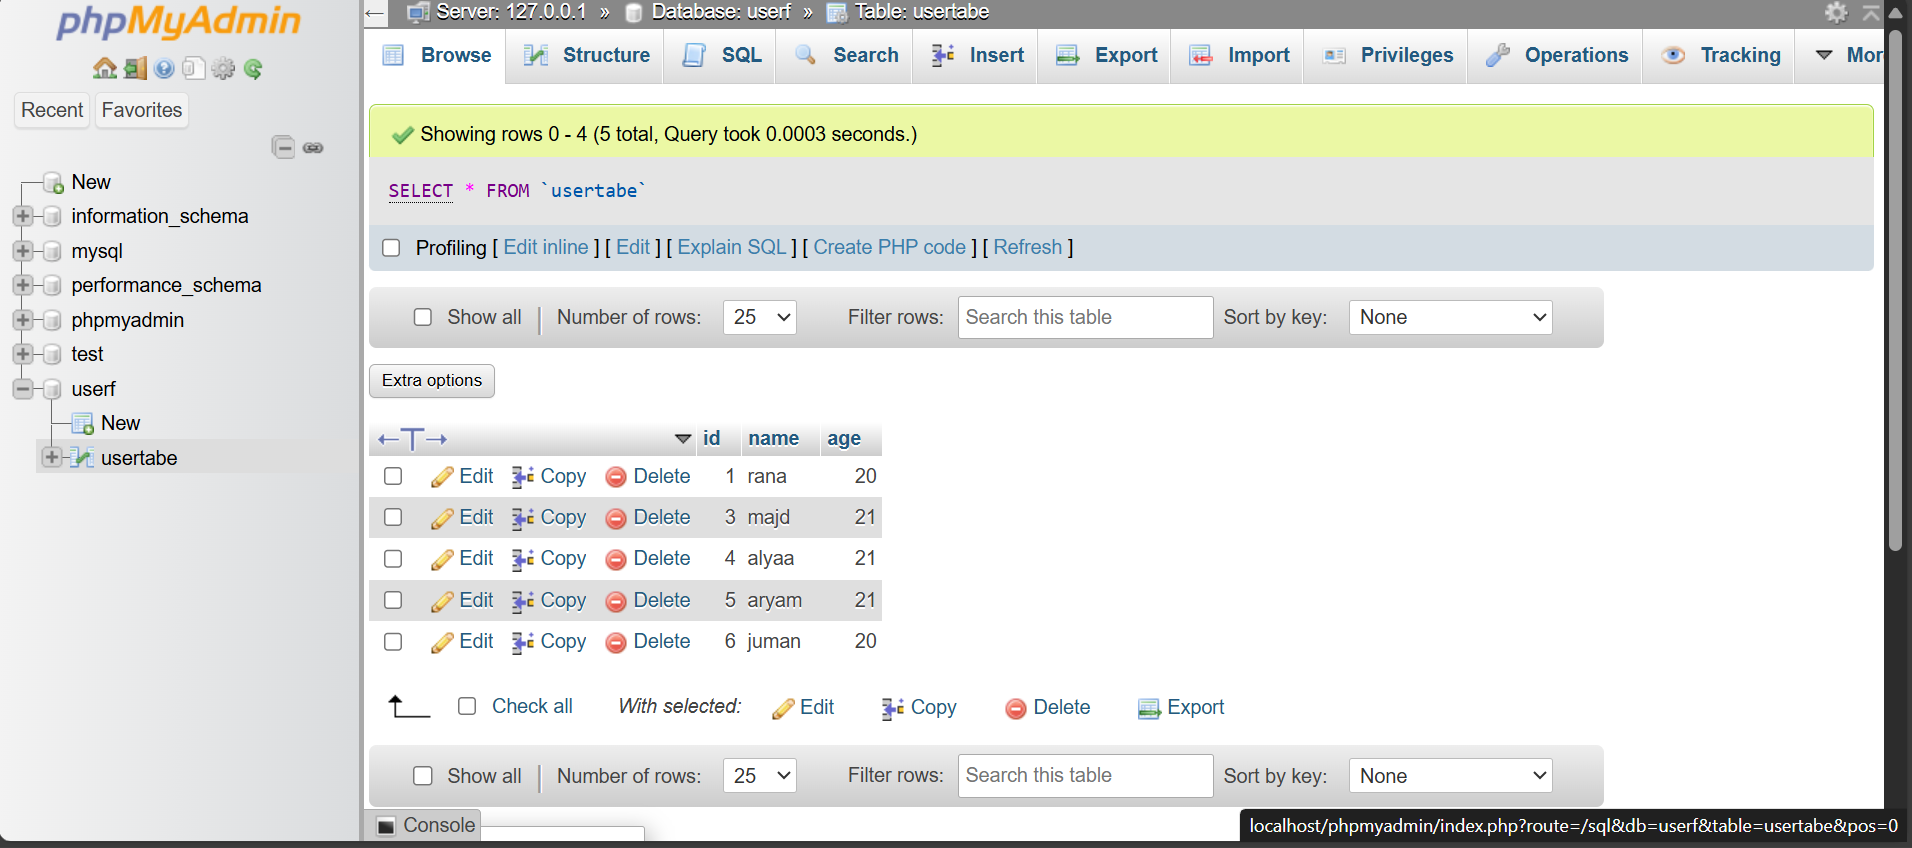 phpMyAdmin
Recent Favorites
New
information_schema
mysql
performance_schema
phpmyadmin
test
userf
New
usertabe
Server: 127.0.0.1 » Database: userf » Table: usertabe
Browse Structure SQL Search Insert Export Import Privileges Operations Tracking Mor
Showing rows 0 - 4 (5 total, Query took 0.0003 seconds.)
SELECT * FROM `usertabe`
Profiling [ Edit inline ] [ Edit ] [ Explain SQL ] [ Create PHP code ] [ Refresh ]
Show all | Number of rows: 25 Filter rows: Search this table Sort by key: None
Extra options
id name age
Edit Copy Delete 1 rana 20
Edit Copy Delete 3 majd 21
Edit Copy Delete 4 alyaa 21
Edit Copy Delete 5 aryam 21
Edit Copy Delete 6 juman 20
Check all With selected: Edit Copy Delete Export
Show all | Number of rows: 25 Filter rows: Search this table Sort by key: None
Console
localhost/phpmyadmin/index.php?route=/sql&db=userf&table=usertabe&pos=0